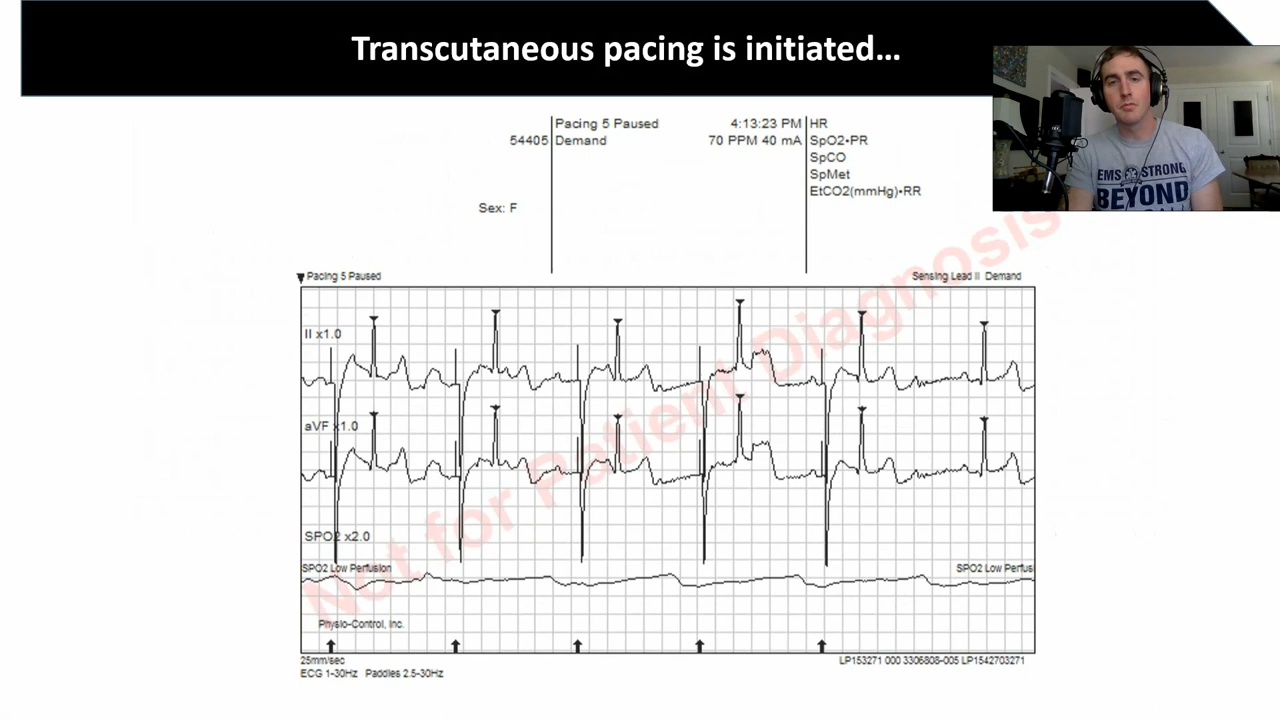 Transcutaneous pacing is initiated…
EMS STRONG
BEYOND
Pacing 5 Paused 4:13:23 PM HR
54405 Demand 70 PPM 40 mA SpO2•PR
SpCO
SpMet
EtCO2(mmHg)•RR
Sex: F
Pacing 5 Paused Sensing Lead II Demand
II x1.0
aVF x1.0
SPO2 x2.0
SPO2 Low Perfusion SPO2 Low Perfus
Not for Patient Diagnosis
Physio-Control, Inc.
25mm/sec LP153271 000 3306808-005 LP1542703271
ECG 1-30Hz Paddles 2.5-30Hz